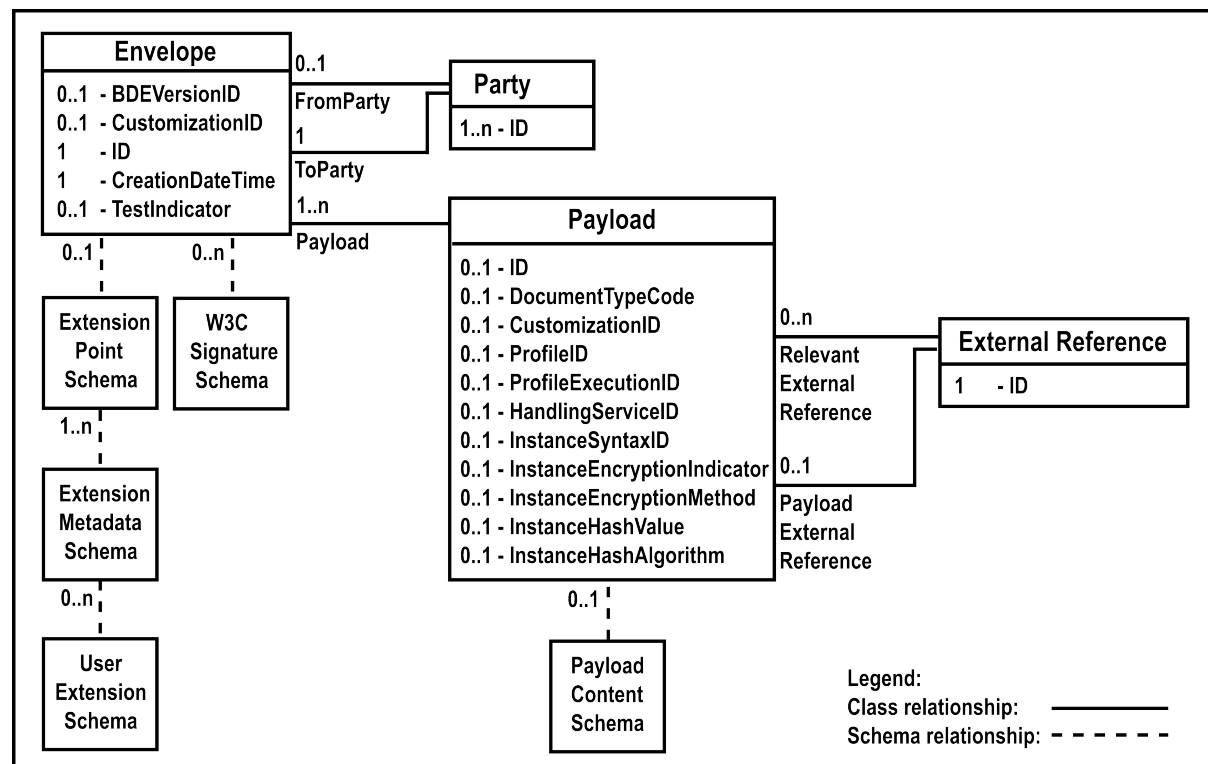 Envelope
0..1 - BDEVersionID
0..1 - CustomizationID
1 - ID
1 - CreationDateTime
0..1 - TestIndicator
0..1
FromParty
1
ToParty
1..n
Payload
Party
1..n - ID
Payload
0..1 - ID
0..1 - DocumentTypeCode
0..1 - CustomizationID
0..1 - ProfileID
0..1 - ProfileExecutionID
0..1 - HandlingServiceID
0..1 - InstanceSyntaxID
0..1 - InstanceEncryptionIndicator
0..1 - InstanceEncryptionMethod
0..1 - InstanceHashValue
0..1 - InstanceHashAlgorithm
0..n
Relevant
External
Reference
0..1
Payload
External
Reference
External Reference
1 - ID
0..1
Extension
Point
Schema
0..n
W3C
Signature
Schema
1..n
Extension
Metadata
Schema
0..n
User
Extension
Schema
0..1
Payload
Content
Schema
Legend:
Class relationship:
Schema relationship: